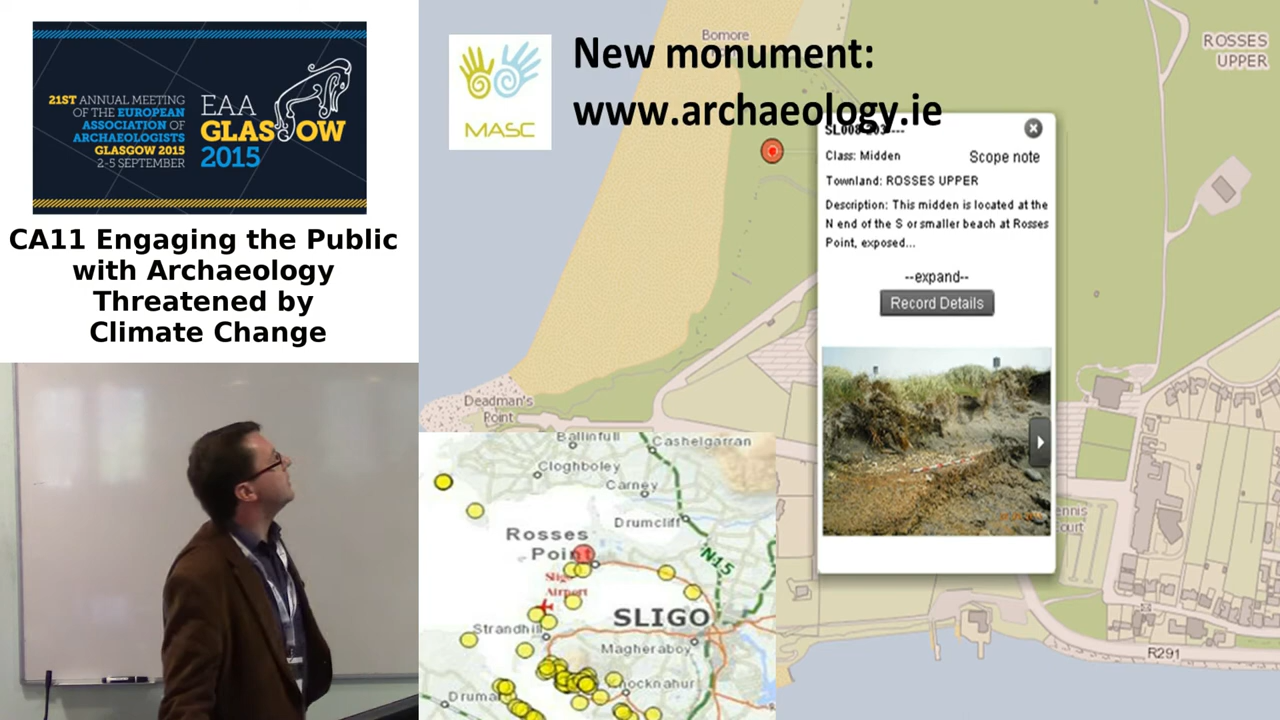 21ST ANNUAL MEETING
OF THE EUROPEAN
ASSOCIATION OF
ARCHAEOLOGISTS
GLASGOW 2015
2-5 SEPTEMBER
EAA
GLASGOW
2015
CA11 Engaging the Public
with Archaeology
Threatened by
Climate Change
MASC
New monument:
www.archaeology.ie
Bomore
ROSSES
UPPER
Class: Midden
Scope note
Townland: ROSSES UPPER
Description: This midden is located at the
N end of the S or smaller beach at Rosses
Point, exposed...
--expand--
Record Details
Deadman's
Point
R291
Ballinfull
Cashelgarran
Cloghboley
Carney
Drumcliff
Rosses
Point
N15
Sligo
Airport
SLIGO
Strandhill
Magheraboy